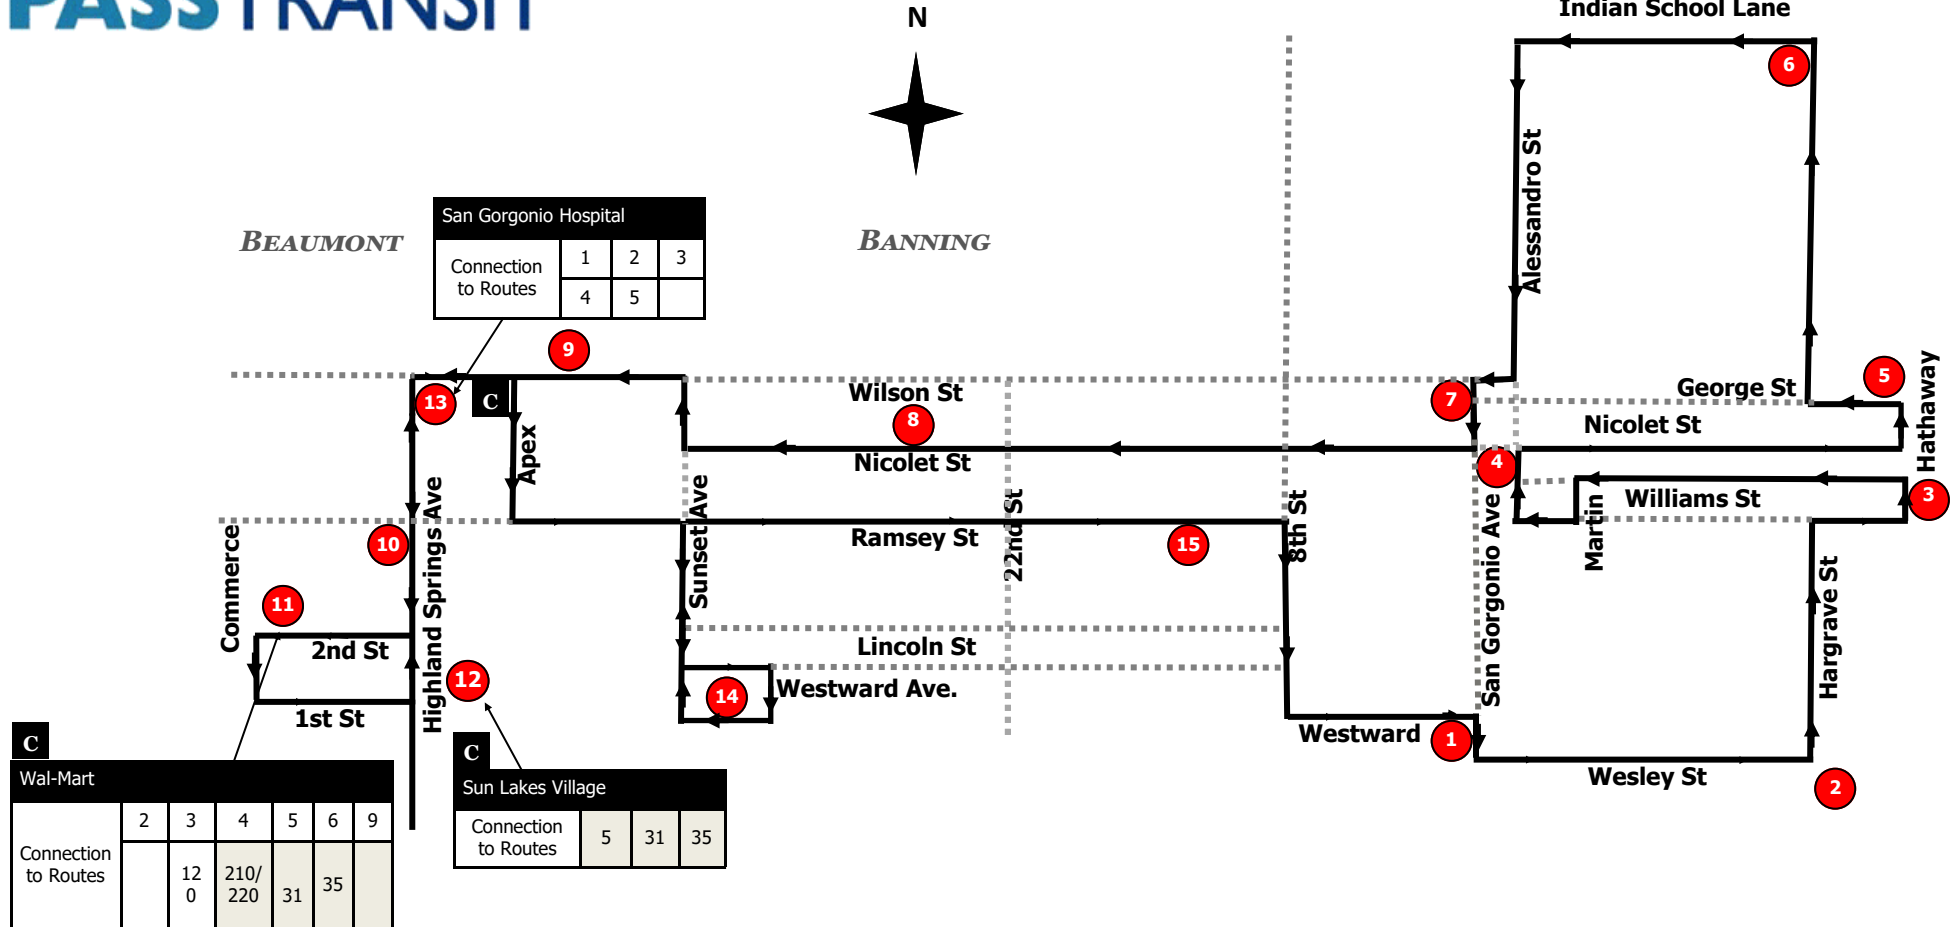 PASS TRANSIT
N
Indian School Lane
6
Alessandro St
San Gorgonio Hospital
Connection
to Routes
1 2 3
4 5
BEAUMONT
BANNING
9
13
C
Wilson St
8
Nicolet St
7
George St
5
Nicolet St
Hathaway
4
Williams St
3
Martin
Apex
Highland Springs Ave
Commerce
10
Sunset Ave
Ramsey St
22nd St
15
8th St
San Gorgonio Ave
Hargrave St
11
2nd St
12
1st St
Lincoln St
14
Westward Ave.
Westward
1
Wesley St
2
C
Wal-Mart
Connection
to Routes
2 3 4 5 6 9
12
0
210/
220
31
35
C
Sun Lakes Village
Connection
to Routes
5 31 35